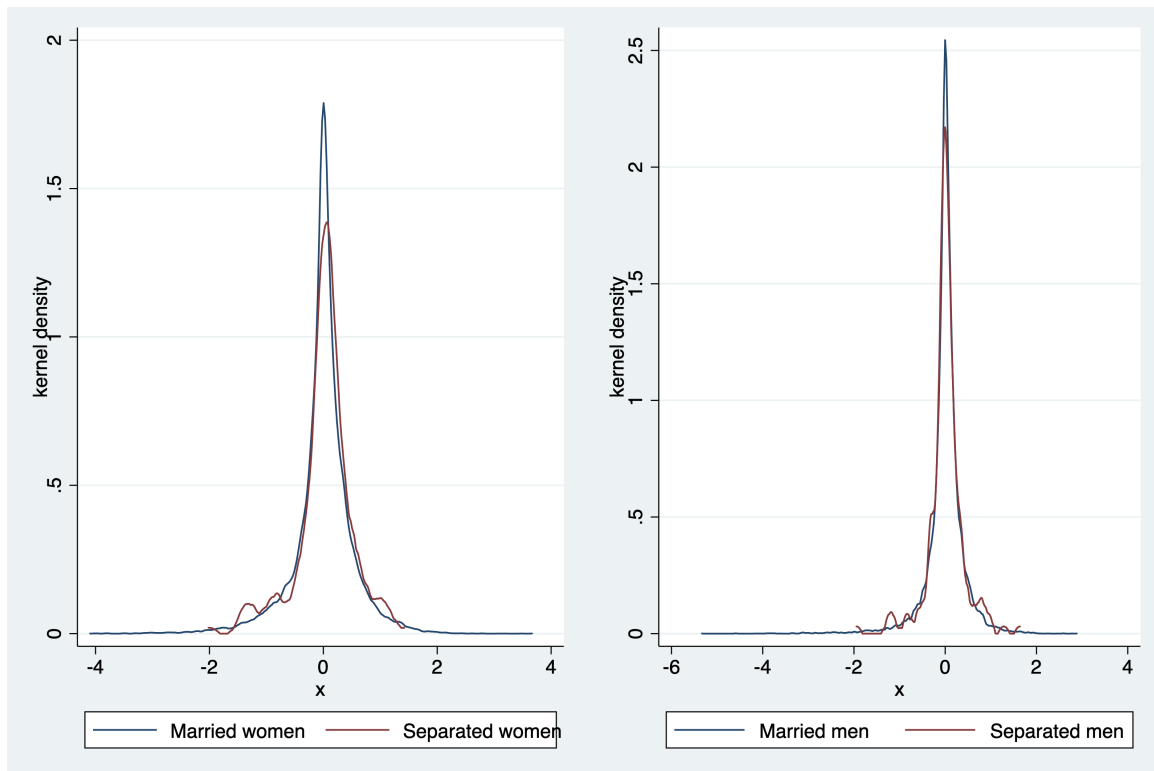 2
1.5
1
.5
0
kernel density
-4
-2
0
2
4
x
Married women
Separated women
2.5
2
1.5
1
.5
0
kernel density
-6
-4
-2
0
2
4
x
Married men
Separated men